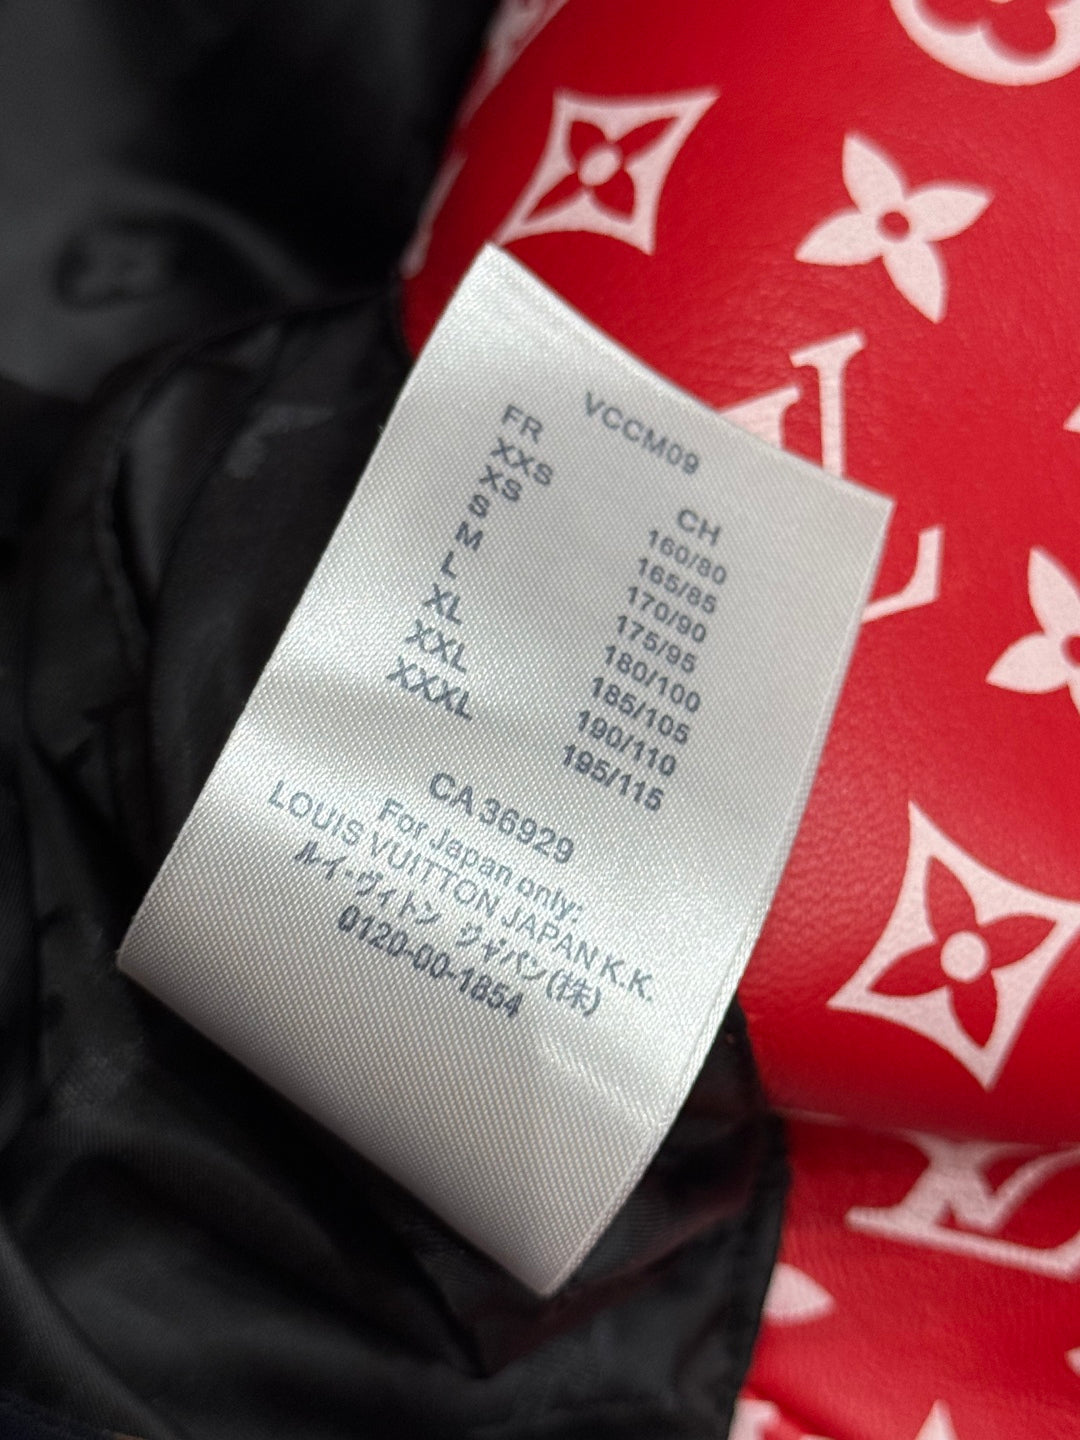 VCCM09
FR CH
XXS 160/80
XS 165/85
S 170/90
M 175/95
L 180/100
XL 185/105
XXL 190/110
XXXL 195/115
CA36929
For Japan only:
LOUIS VUITTON JAPAN K.K.
ルイ・ヴィトン ジャパン(株)
0120-00-1854